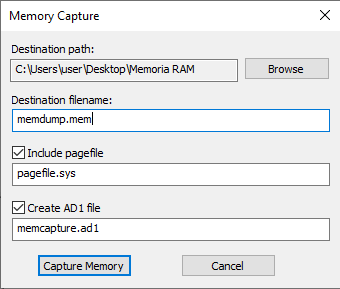 Memory Capture
Destination path:
C:\Users\user\Desktop\Memoria RAM
Browse
Destination filename:
memdump.mem
Include pagefile
pagefile.sys
Create AD1 file
memcapture.ad1
Capture Memory
Cancel